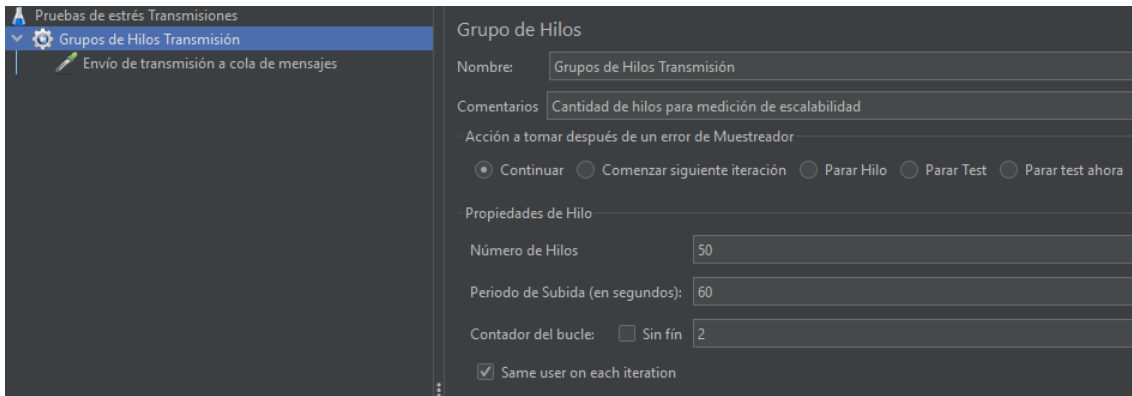 Pruebas de estrés Transmisiones
Grupos de Hilos Transmisión
Envío de transmisión a cola de mensajes
Grupo de Hilos
Nombre: Grupos de Hilos Transmisión
Comentarios Cantidad de hilos para medición de escalabilidad
Acción a tomar después de un error de Muestreador
Continuar Comenzar siguiente iteración Parar Hilo Parar Test Parar test ahora
Propiedades de Hilo
Número de Hilos 50
Periodo de Subida (en segundos): 60
Contador del bucle: Sin fín 2
Same user on each iteration